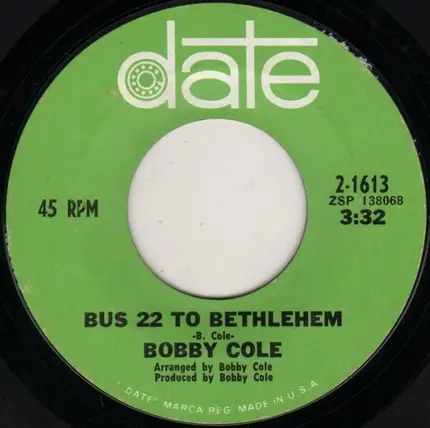 date
45 RPM
2-1613
ZSP 138068
3:32
BUS 22 TO BETHLEHEM
-B. Cole-
BOBBY COLE
Arranged by Bobby Cole
Produced by Bobby Cole
"DATE" MARCA REG. MADE IN U.S.A.